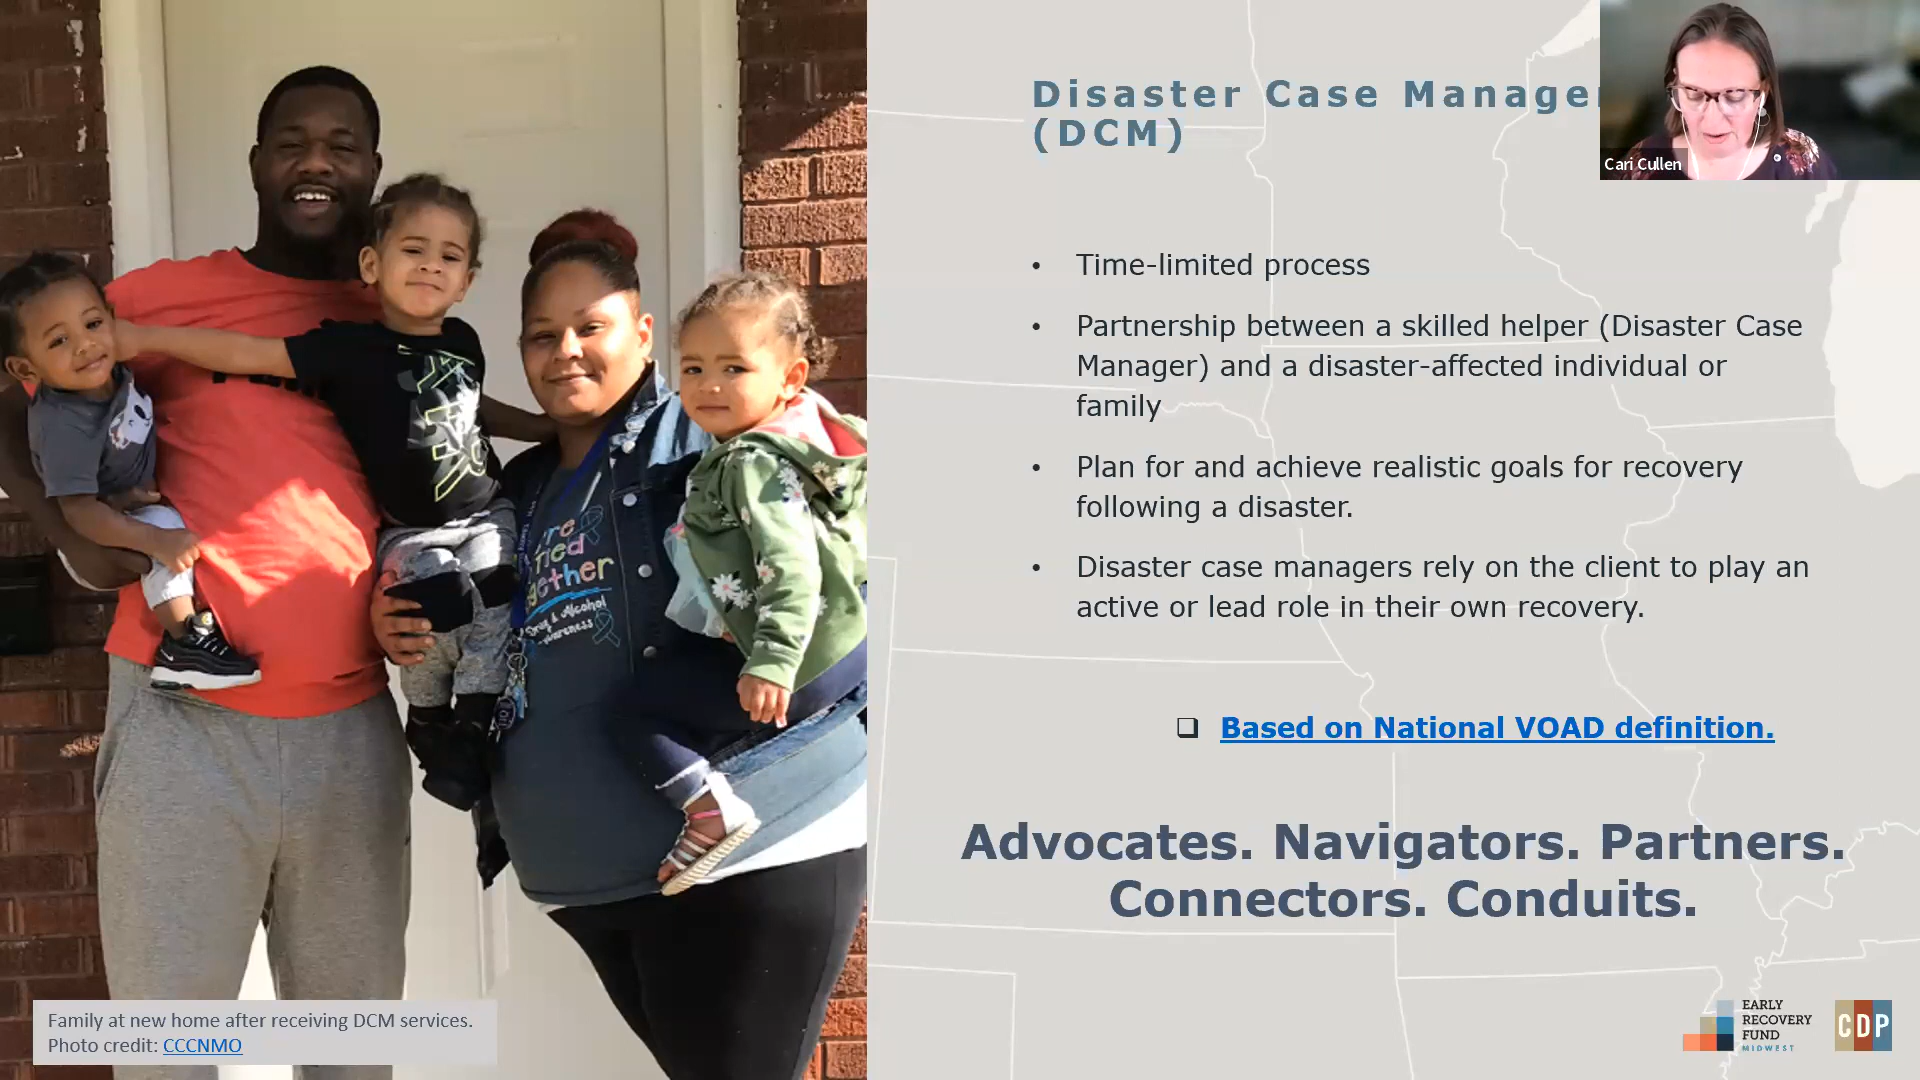 Disaster Case Manage
(DCM)
Cari Cullen
• Time-limited process
• Partnership between a skilled helper (Disaster Case
Manager) and a disaster-affected individual or
family
• Plan for and achieve realistic goals for recovery
following a disaster.
• Disaster case managers rely on the client to play an
active or lead role in their own recovery.
❑ Based on National VOAD definition.
Advocates. Navigators. Partners.
Connectors. Conduits.
gether
Drug & Alcohol
Awareness
Family at new home after receiving DCM services.
Photo credit: CCCNMO
EARLY
RECOVERY
FUND
MIDWEST
CDP